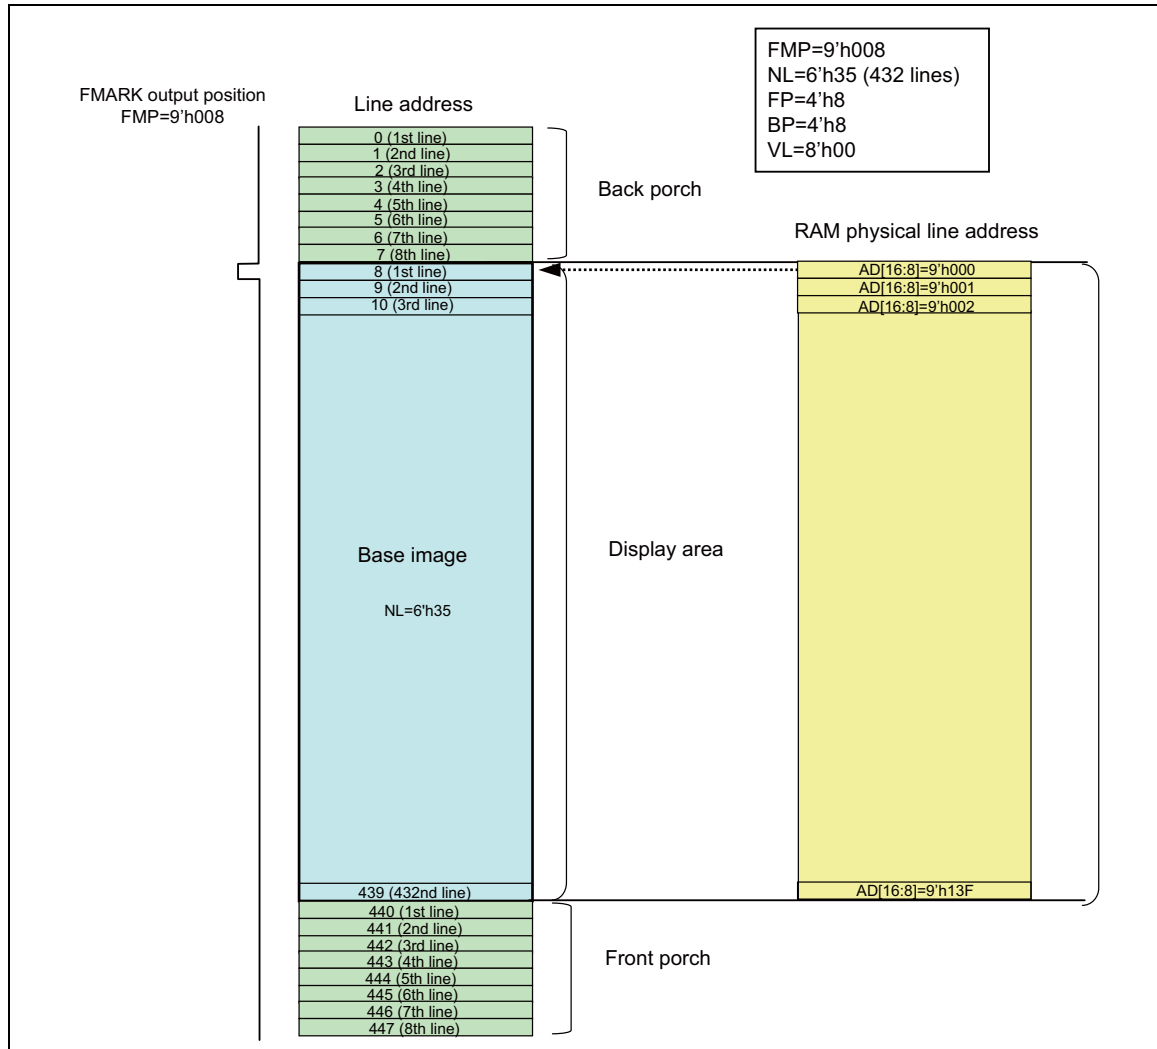 FMP=9'h008
NL=6'h35 (432 lines)
FP=4'h8
BP=4'h8
VL=8'h00
FMARK output position
FMP=9'h008
Line address
0 (1st line)
1 (2nd line)
2 (3rd line)
3 (4th line)
4 (5th line)
5 (6th line)
6 (7th line)
7 (8th line)
Back porch
RAM physical line address
8 (1st line)
9 (2nd line)
10 (3rd line)
AD[16:8]=9'h000
AD[16:8]=9'h001
AD[16:8]=9'h002
Base image
NL=6'h35
Display area
439 (432nd line)
AD[16:8]=9'h13F
440 (1st line)
441 (2nd line)
442 (3rd line)
443 (4th line)
444 (5th line)
445 (6th line)
446 (7th line)
447 (8th line)
Front porch